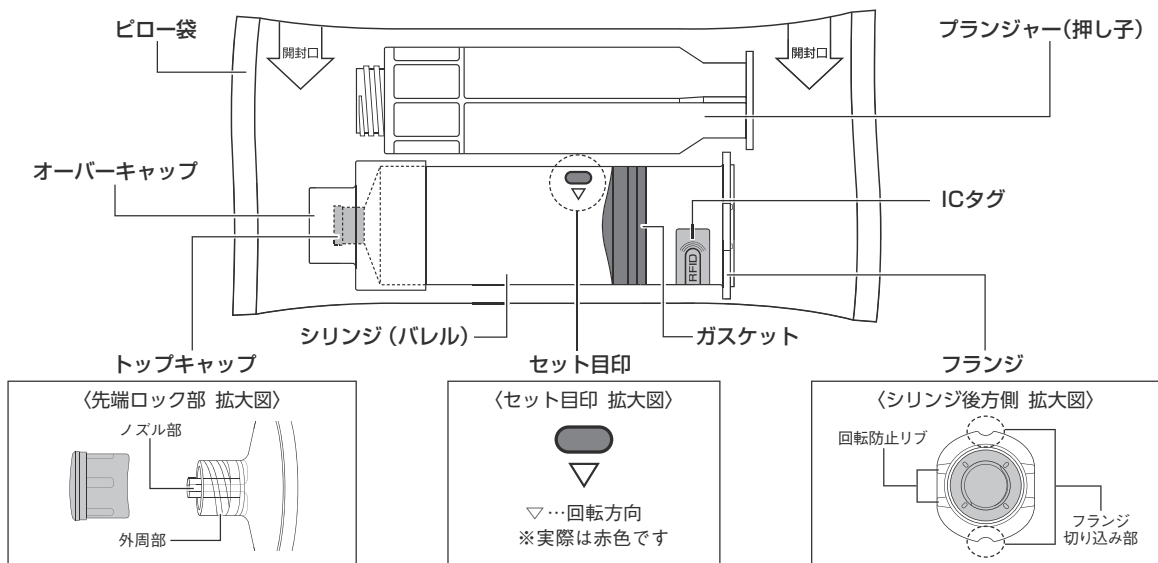 ピロー袋
プランジャー（押し子）
開封口
開封口
オーバーキャップ
ICタグ
RFID
シリンジ（バレル）
ガスケット
トップキャップ
セット目印
フランジ
〈先端ロック部 拡大図〉
ノズル部
外周部
〈セット目印 拡大図〉
▽…回転方向
※実際は赤色です
〈シリンジ後方側 拡大図〉
回転防止リブ
フランジ
切り込み部